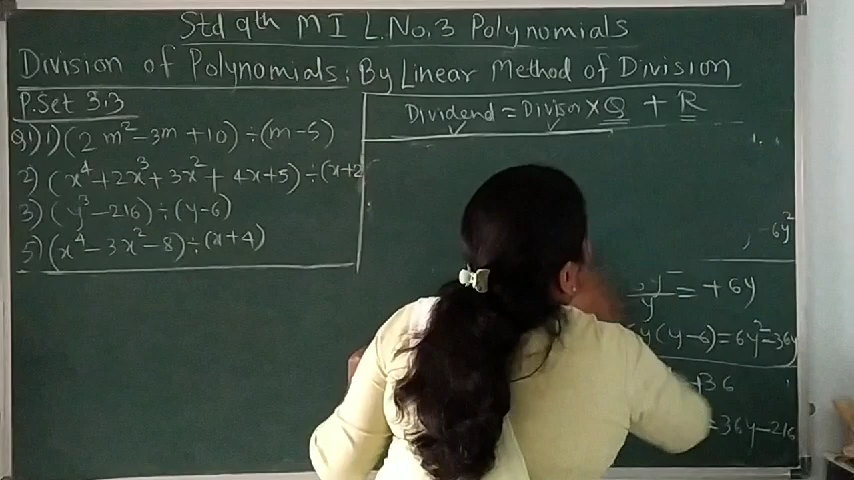 Std 9th M I L.No.3 Polynomials
Division of Polynomials: By Linear Method of Division
P.Set 3.3
Q1) 1) (2m²-3m+10)÷(m-5)
2) (x⁴+2x³+3x²+4x+5)÷(x+2
3) (y³-216)÷(y-6)
5) (x⁴-3x²-8)÷(x+4)
Dividend = Divisor × Q + R
, -6y²
y = +6y
y(y-6)=6y²-36y
+36
=36y-216